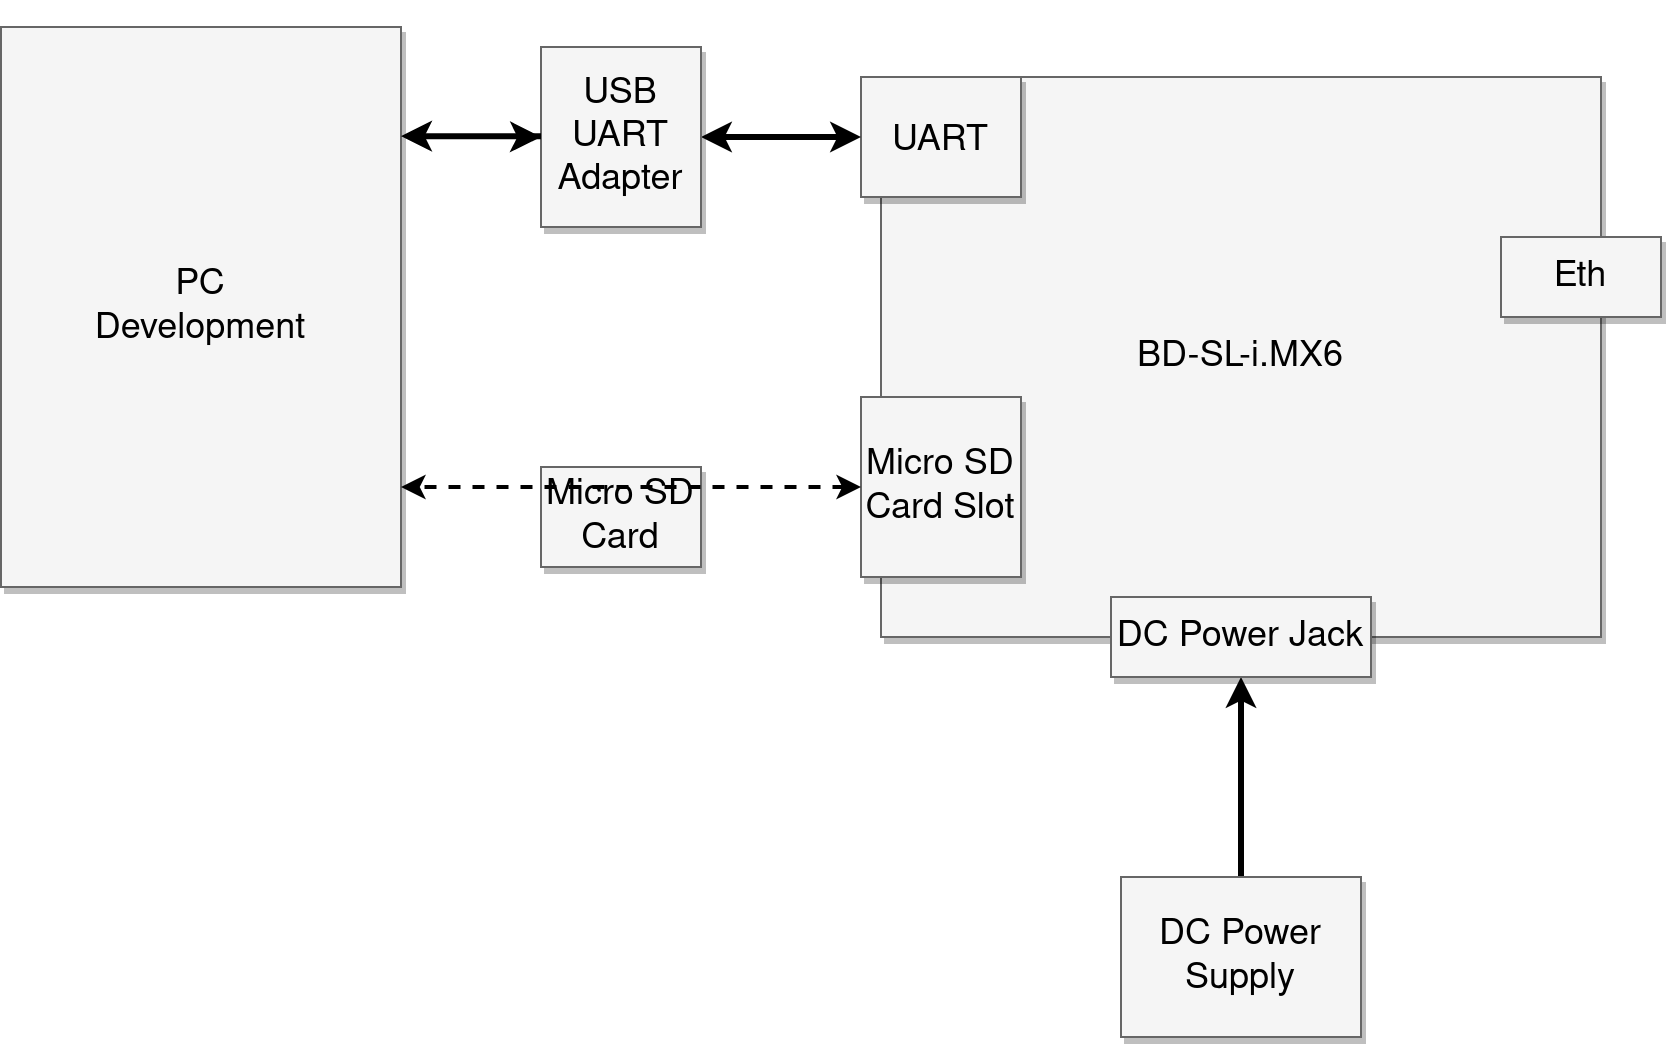 PC
Development
USB
UART
Adapter
UART
Eth
BD-SL-i.MX6
Micro SD
Card
Micro SD
Card Slot
DC Power Jack
DC Power
Supply